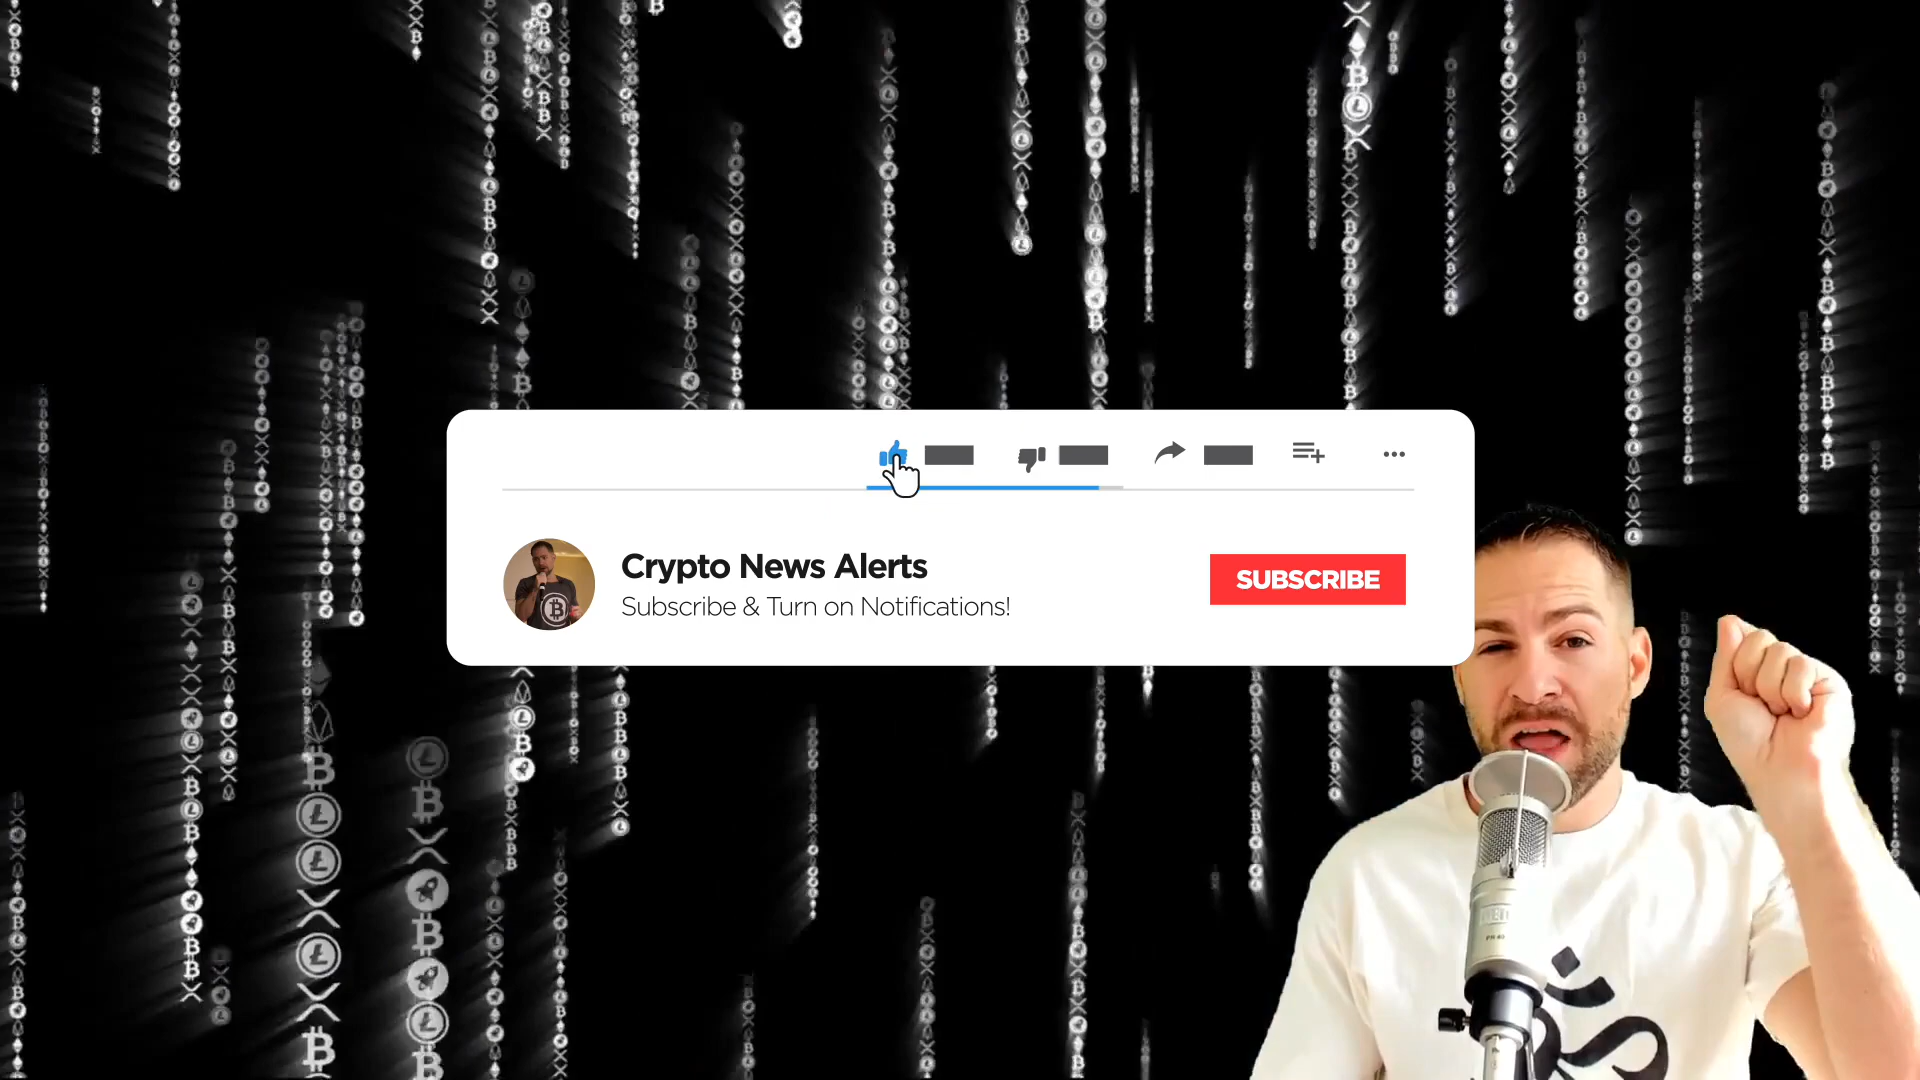 Crypto News Alerts
Subscribe & Turn on Notifications!
SUBSCRIBE